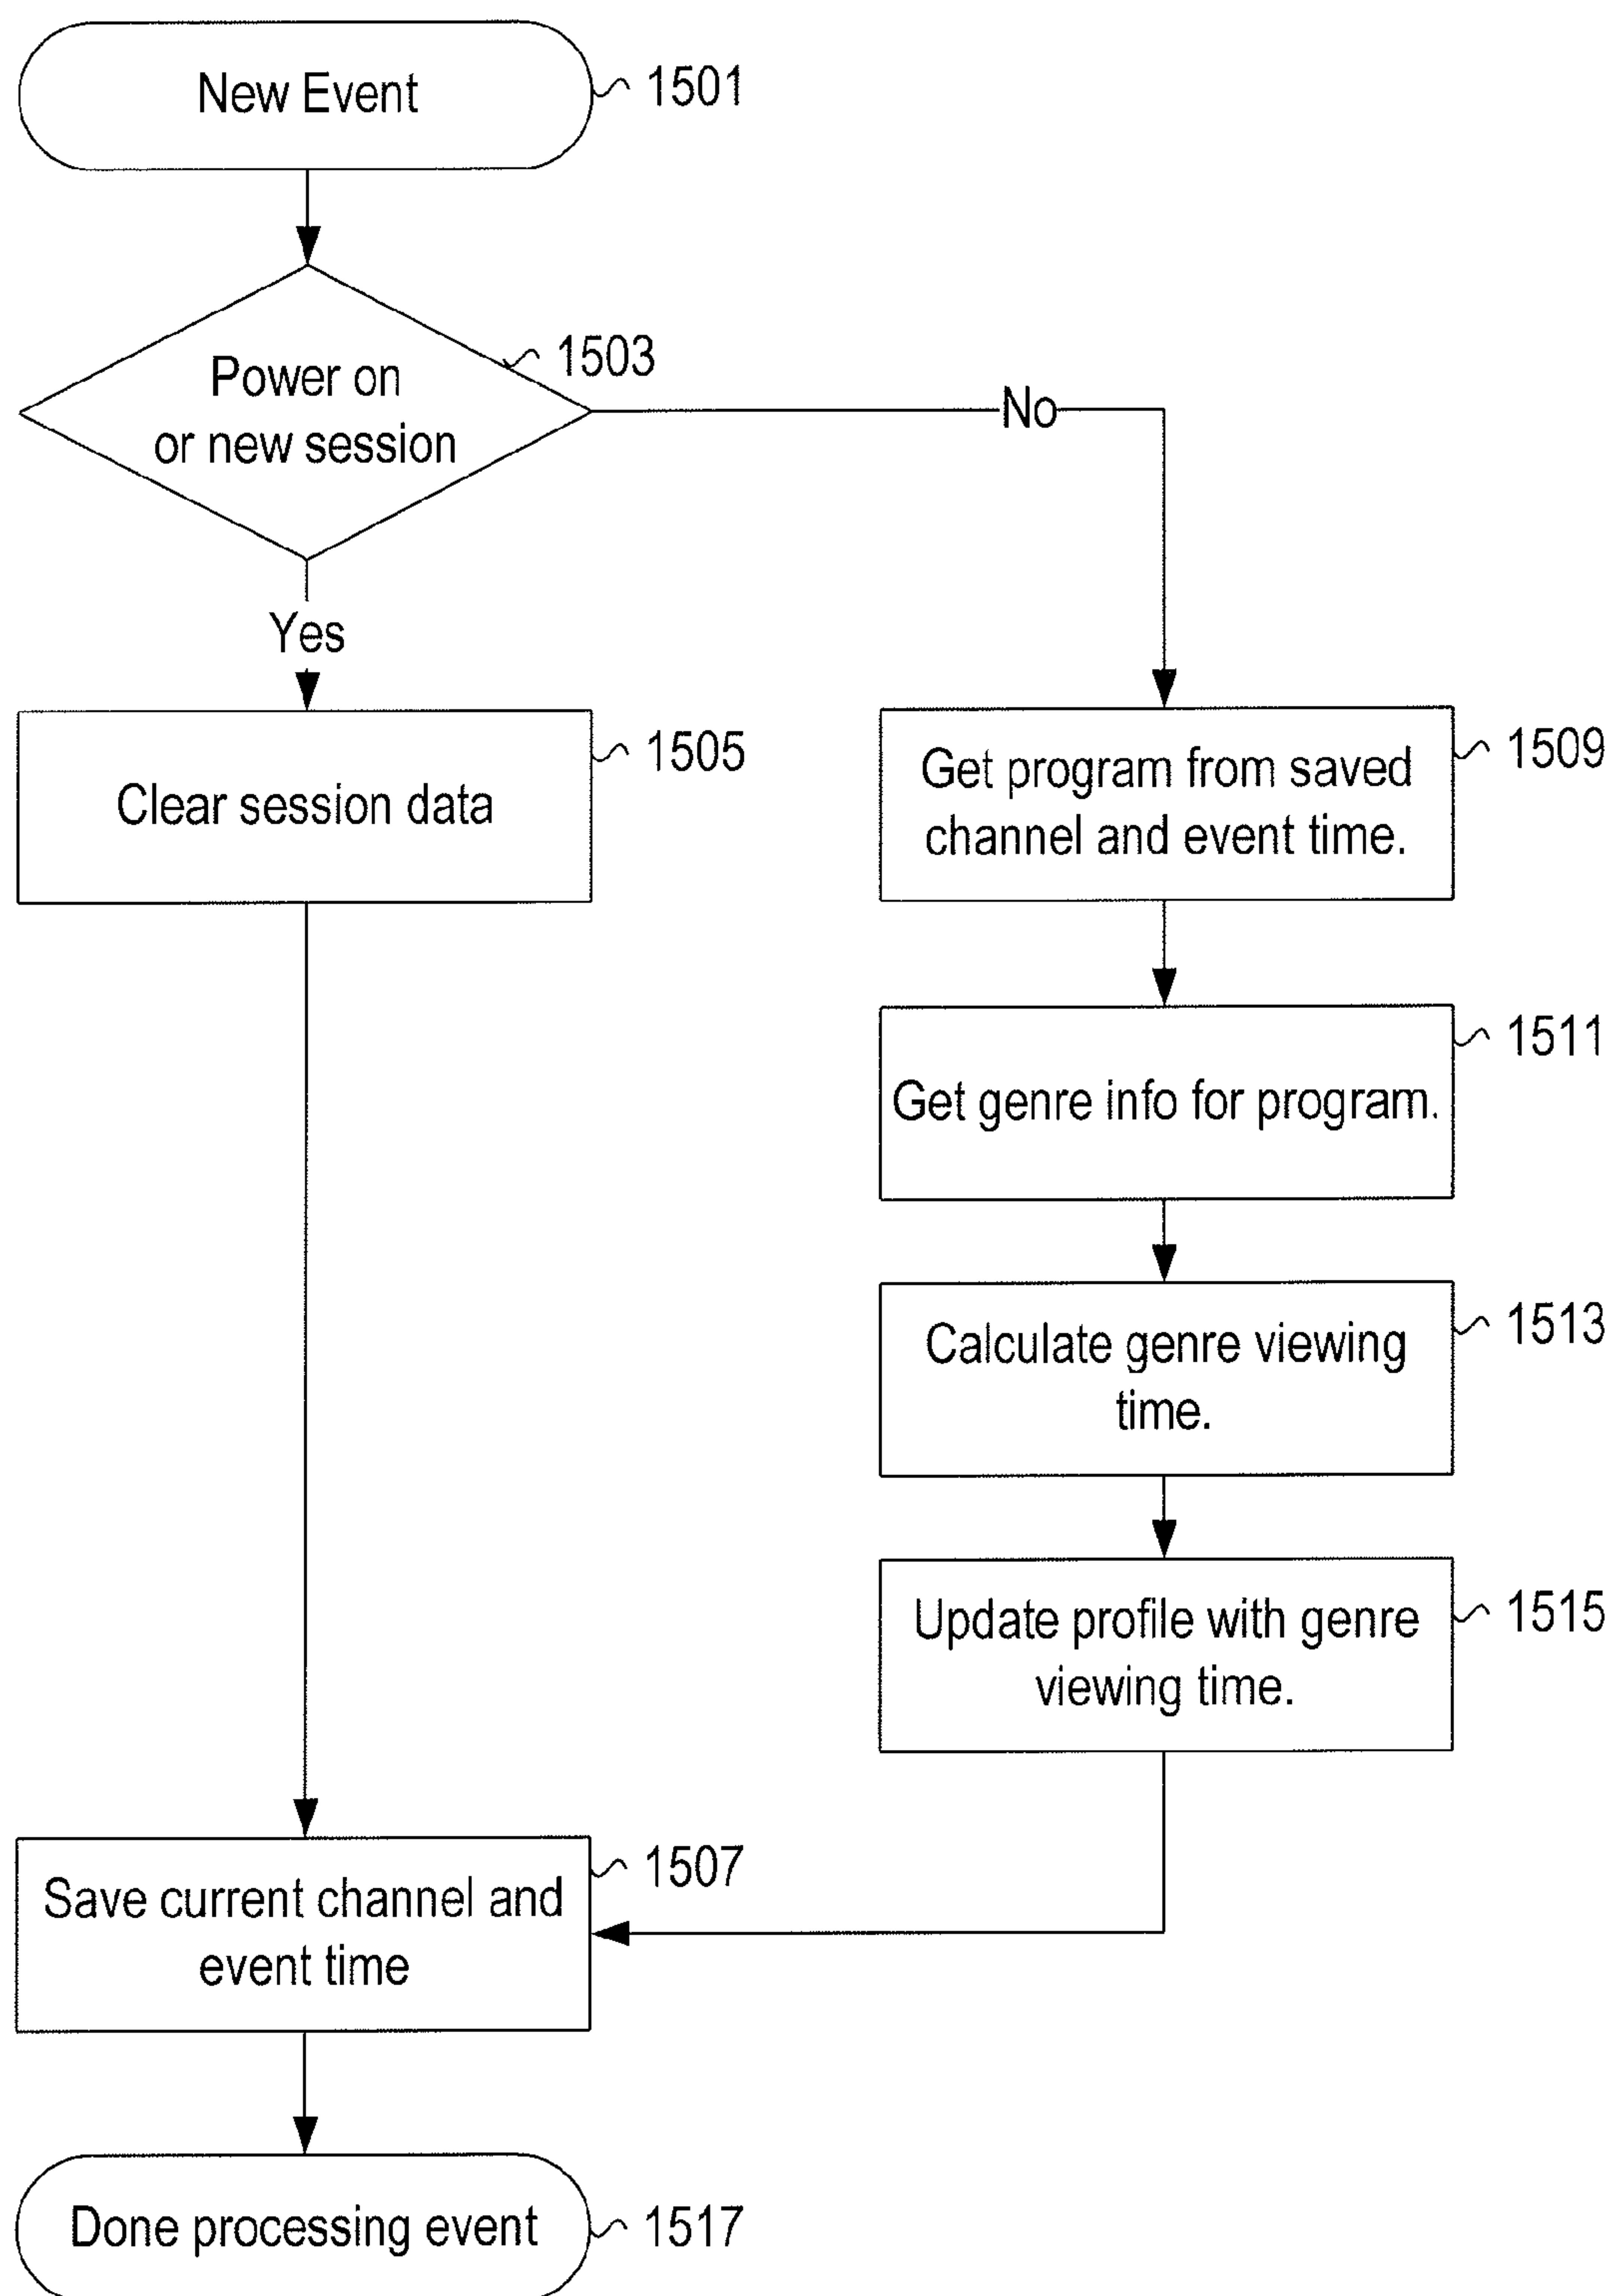 New Event
1501
Power on
or new session
1503
No
Yes
Clear session data
1505
Get program from saved
channel and event time.
1509
Get genre info for program.
1511
Calculate genre viewing
time.
1513
Update profile with genre
viewing time.
1515
Save current channel and
event time
1507
Done processing event
1517